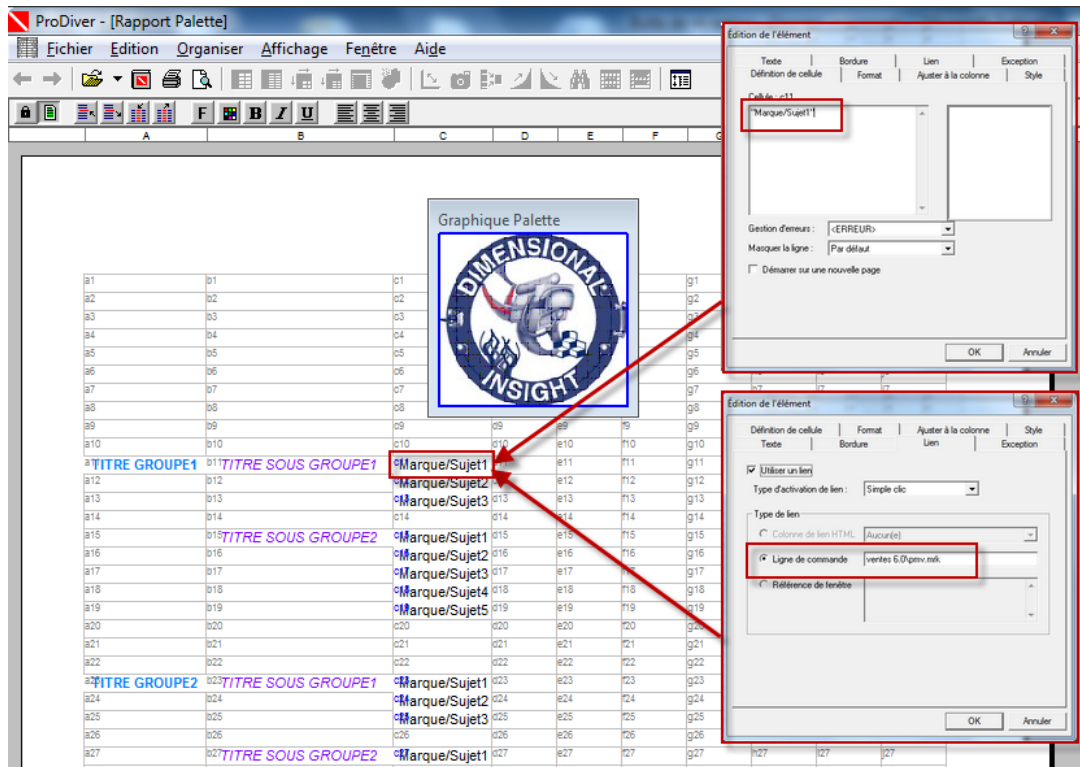 ProDiver - [Rapport Palette]
Fichier Edition Organiser Affichage Fenêtre Aide
F B I U
A B C D E F G
Graphique Palette
DIMENSIONAL INSIGHT
a1 b1 c1 g1
a2 b2 c2 g2
a3 b3 c3 g3
a4 b4 c4 g4
a5 b5 c5 g5
a6 b6 c6 g6
a7 b7 c7 g7 h7 i7 j7
a8 b8 c8 g8
a9 b9 c9 d9 e9 f9 g9
a10 b10 c10 d10 e10 f10 g10
TITRE GROUPE1 b11 TITRE SOUS GROUPE1 Marque/Sujet1 e11 f11 g11
a12 b12 Marque/Sujet2 e12 f12 g12
a13 b13 Marque/Sujet3 d13 e13 f13 g13
a14 b14 c14 d14 e14 f14 g14
a15 b15 TITRE SOUS GROUPE2 Marque/Sujet1 d15 e15 f15 g15
a16 b16 Marque/Sujet2 d16 e16 f16 g16
a17 b17 Marque/Sujet3 d17 e17 f17 g17
a18 b18 Marque/Sujet4 d18 e18 f18 g18
a19 b19 Marque/Sujet5 d19 e19 f19 g19
a20 b20 c20 d20 e20 f20 g20
a21 b21 c21 d21 e21 f21 g21
a22 b22 c22 d22 e22 f22 g22
TITRE GROUPE2 b23 TITRE SOUS GROUPE1 Marque/Sujet1 d23 e23 f23 g23
a24 b24 Marque/Sujet2 d24 e24 f24 g24
a25 b25 Marque/Sujet3 d25 e25 f25 g25
a26 b26 c26 d26 e26 f26 g26
a27 b27 TITRE SOUS GROUPE2 Marque/Sujet1 d27 e27 f27 g27 h27 i27 j27
Édition de l'élément
Texte Bordure Lien Exception
Définition de cellule Format Ajuster à la colonne Style
Cellule : c11
"Marque/Sujet1"
Gestion d'erreurs : <ERREUR>
Masquer la ligne : Par défaut
Démarrer sur une nouvelle page
OK Annuler
Édition de l'élément
Définition de cellule Format Ajuster à la colonne Style
Texte Bordure Lien Exception
Utiliser un lien
Type d'activation de lien : Simple clic
Type de lien
Colonne de lien HTML Aucun(e)
Ligne de commande ventes 6.0\pmv.mrk
Référence de fenêtre
OK Annuler